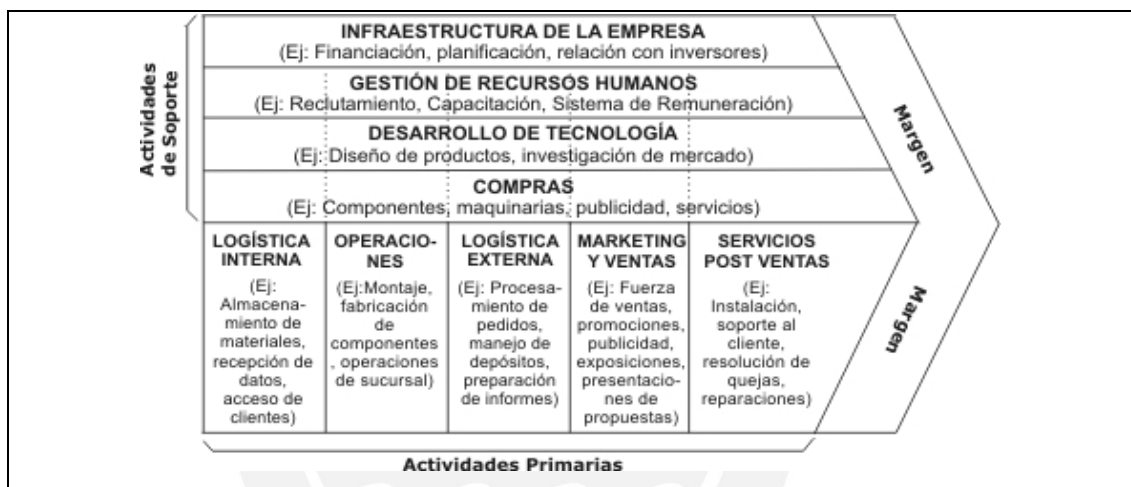 Actividades
de Soporte
INFRAESTRUCTURA DE LA EMPRESA
(Ej: Financiación, planificación, relación con inversores)
GESTIÓN DE RECURSOS HUMANOS
(Ej: Reclutamiento, Capacitación, Sistema de Remuneración)
DESARROLLO DE TECNOLOGÍA
(Ej: Diseño de productos, investigación de mercado)
COMPRAS
(Ej: Componentes, maquinarias, publicidad, servicios)
Margen
LOGÍSTICA
INTERNA
(Ej:
Almacena-
miento de
materiales,
recepción de
datos,
acceso de
clientes)
OPERACIO-
NES
(Ej:Montaje,
fabricación
de
componentes
, operaciones
de sucursal)
LOGÍSTICA
EXTERNA
(Ej: Procesa-
miento de
pedidos,
manejo de
depósitos,
preparación
de informes)
MARKETING
Y VENTAS
(Ej: Fuerza
de ventas,
promociones,
publicidad,
exposiciones,
presentacio-
nes de
propuestas)
SERVICIOS
POST VENTAS
(Ej:
Instalación,
soporte al
cliente,
resolución de
quejas,
reparaciones)
Margen
Actividades Primarias